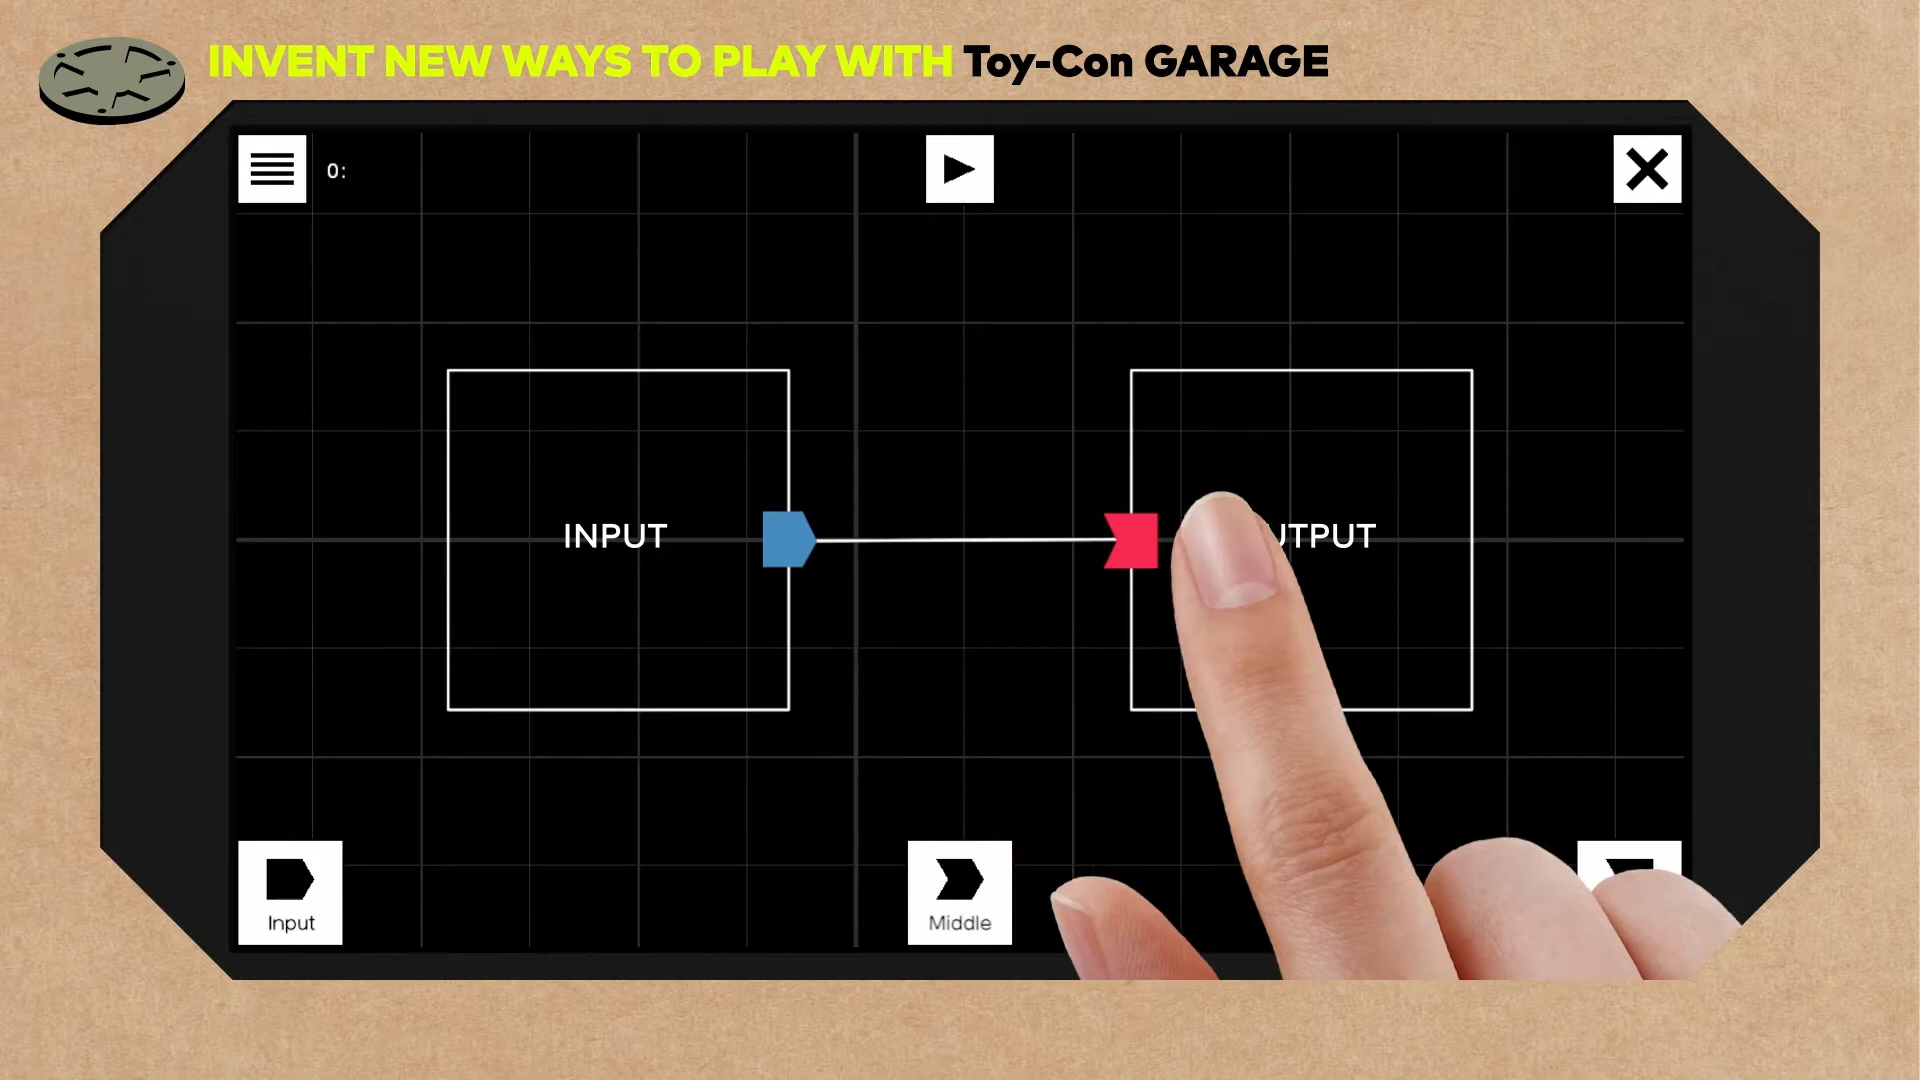 INVENT NEW WAYS TO PLAY WITH Toy-Con GARAGE
0:
INPUT
UTPUT
Input
Middle